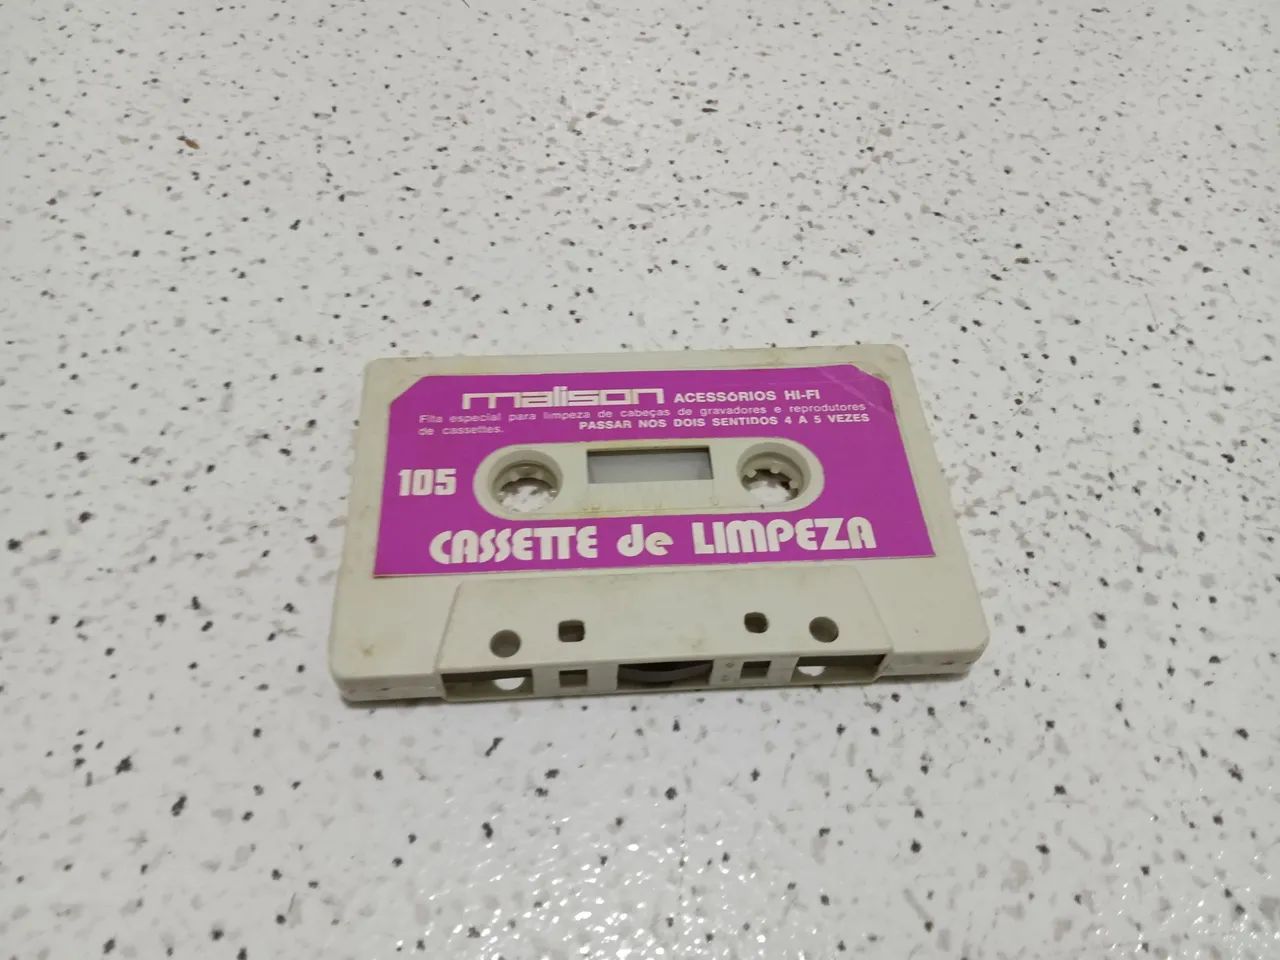 malison ACESSÓRIOS HI-FI
Fita especial para limpeza de cabeças de gravadores e reprodutores
de cassettes. PASSAR NOS DOIS SENTIDOS 4 A 5 VEZES
105
CASSETTE de LIMPEZA